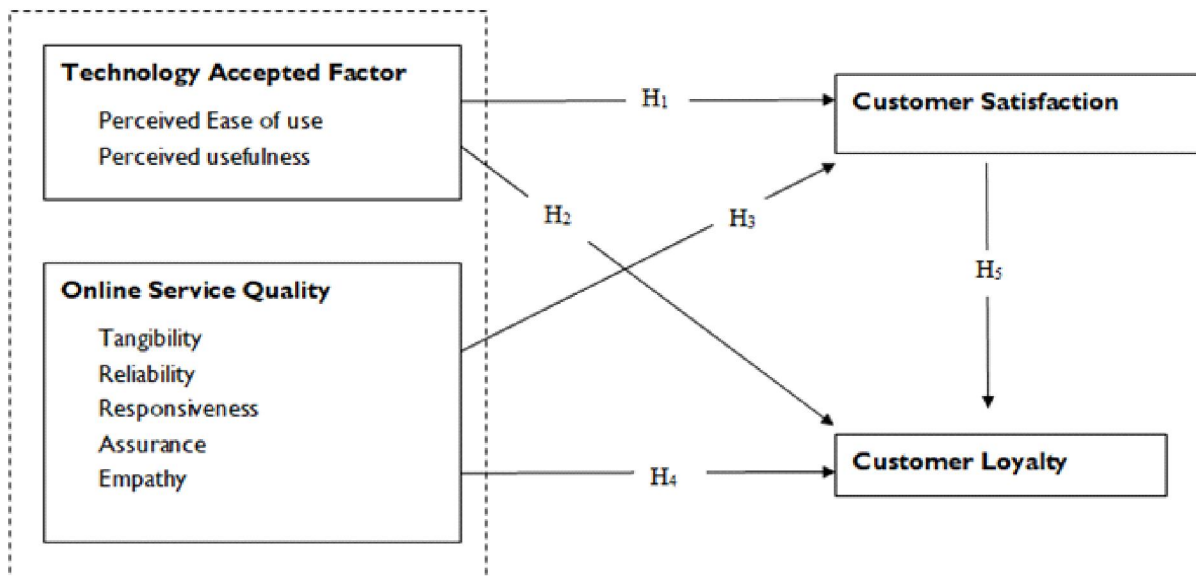 Technology Accepted Factor
Perceived Ease of use
Perceived usefulness
H₁
Customer Satisfaction
H₂
H₃
Online Service Quality
Tangibility
Reliability
Responsiveness
Assurance
Empathy
H₅
H₄
Customer Loyalty